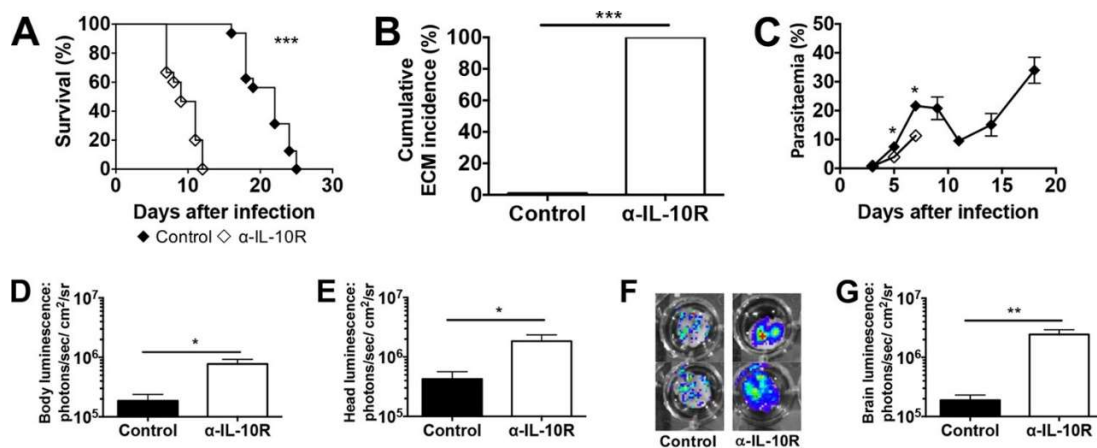 A
Survival (%)
100
80
60
40
20
0
0 10 20 30
Days after infection
◆ Control ◇ α-IL-10R
B
Cumulative
ECM incidence (%)
100
80
60
40
20
0
***
***
Control α-IL-10R
C
Parasitaemia (%)
50
40
30
20
10
0
*
*
0 5 10 15 20
Days after infection
D
Body luminescence:
photons/sec/ cm²/sr
10⁷
10⁶
10⁵
*
Control α-IL-10R
E
Head luminescence:
photons/sec/ cm²/sr
10⁷
10⁶
10⁵
*
Control α-IL-10R
F
Control α-IL-10R
G
Brain luminescence:
photons/sec/ cm²/sr
10⁷
10⁶
10⁵
**
Control α-IL-10R